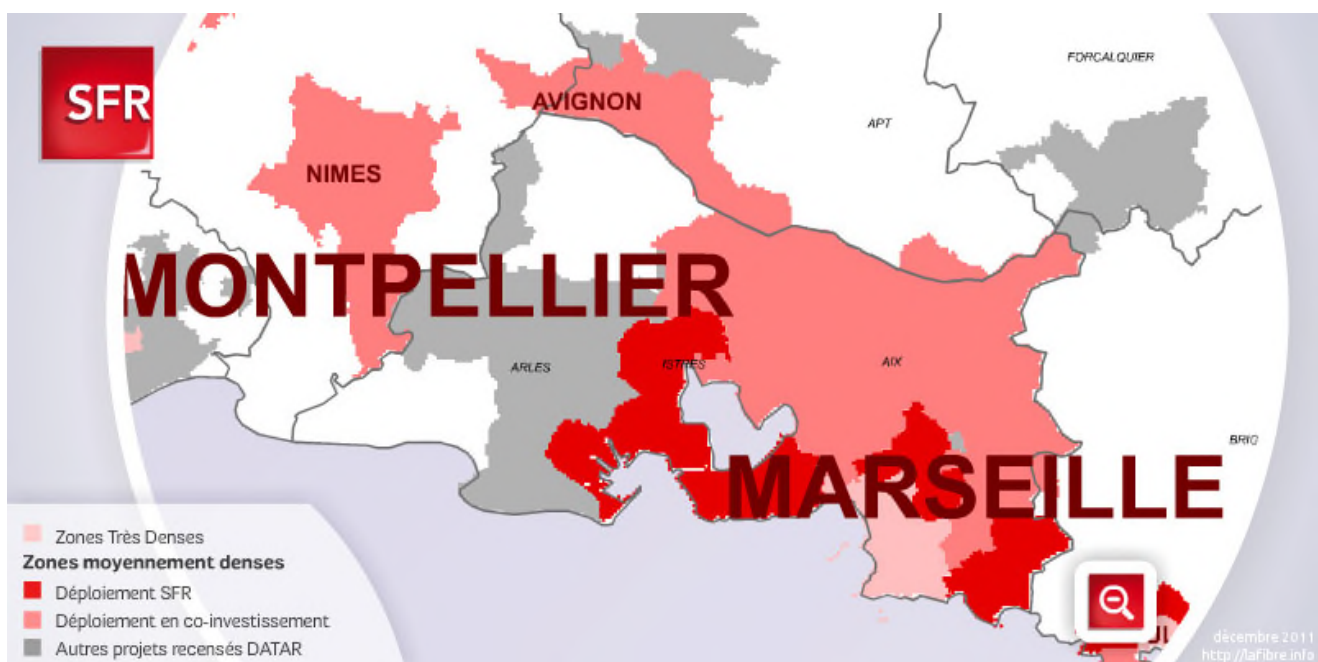 SFR
FORCALQUIER
AVIGNON
APT
NIMES
MONTPELLIER
ARLES
ISTRES
AIX
BRIG
MARSEILLE
Zones Très Denses
Zones moyennement denses
Déploiement SFR
Déploiement en co-investissement
Autres projets recensés DATAR
décembre 2011
http://lafibre.info